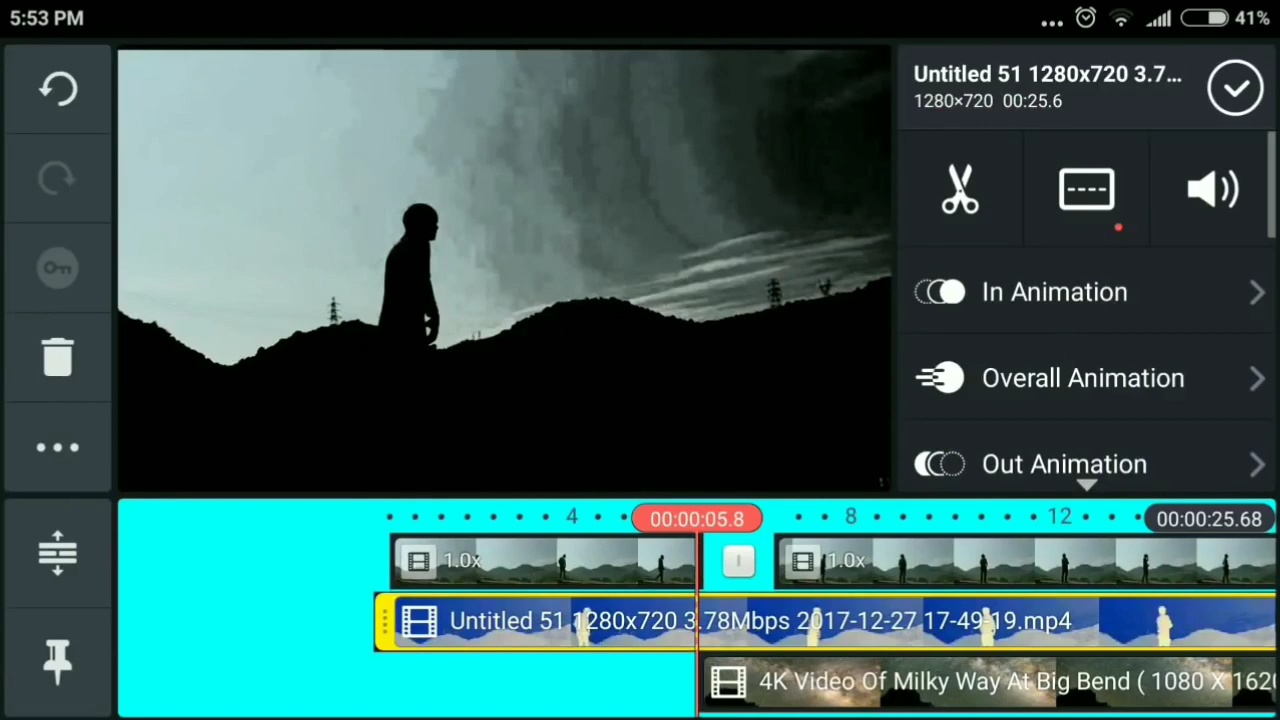 5:53 PM
41%
Untitled 51 1280x720 3.7...
1280×720 00:25.6
In Animation
Overall Animation
Out Animation
4
00:00:05.8
8
12
00:00:25.68
1.0x
1.0x
Untitled 51 1280x720 3.78Mbps 2017-12-27 17-49-19.mp4
4K Video Of Milky Way At Big Bend ( 1080 X 1620